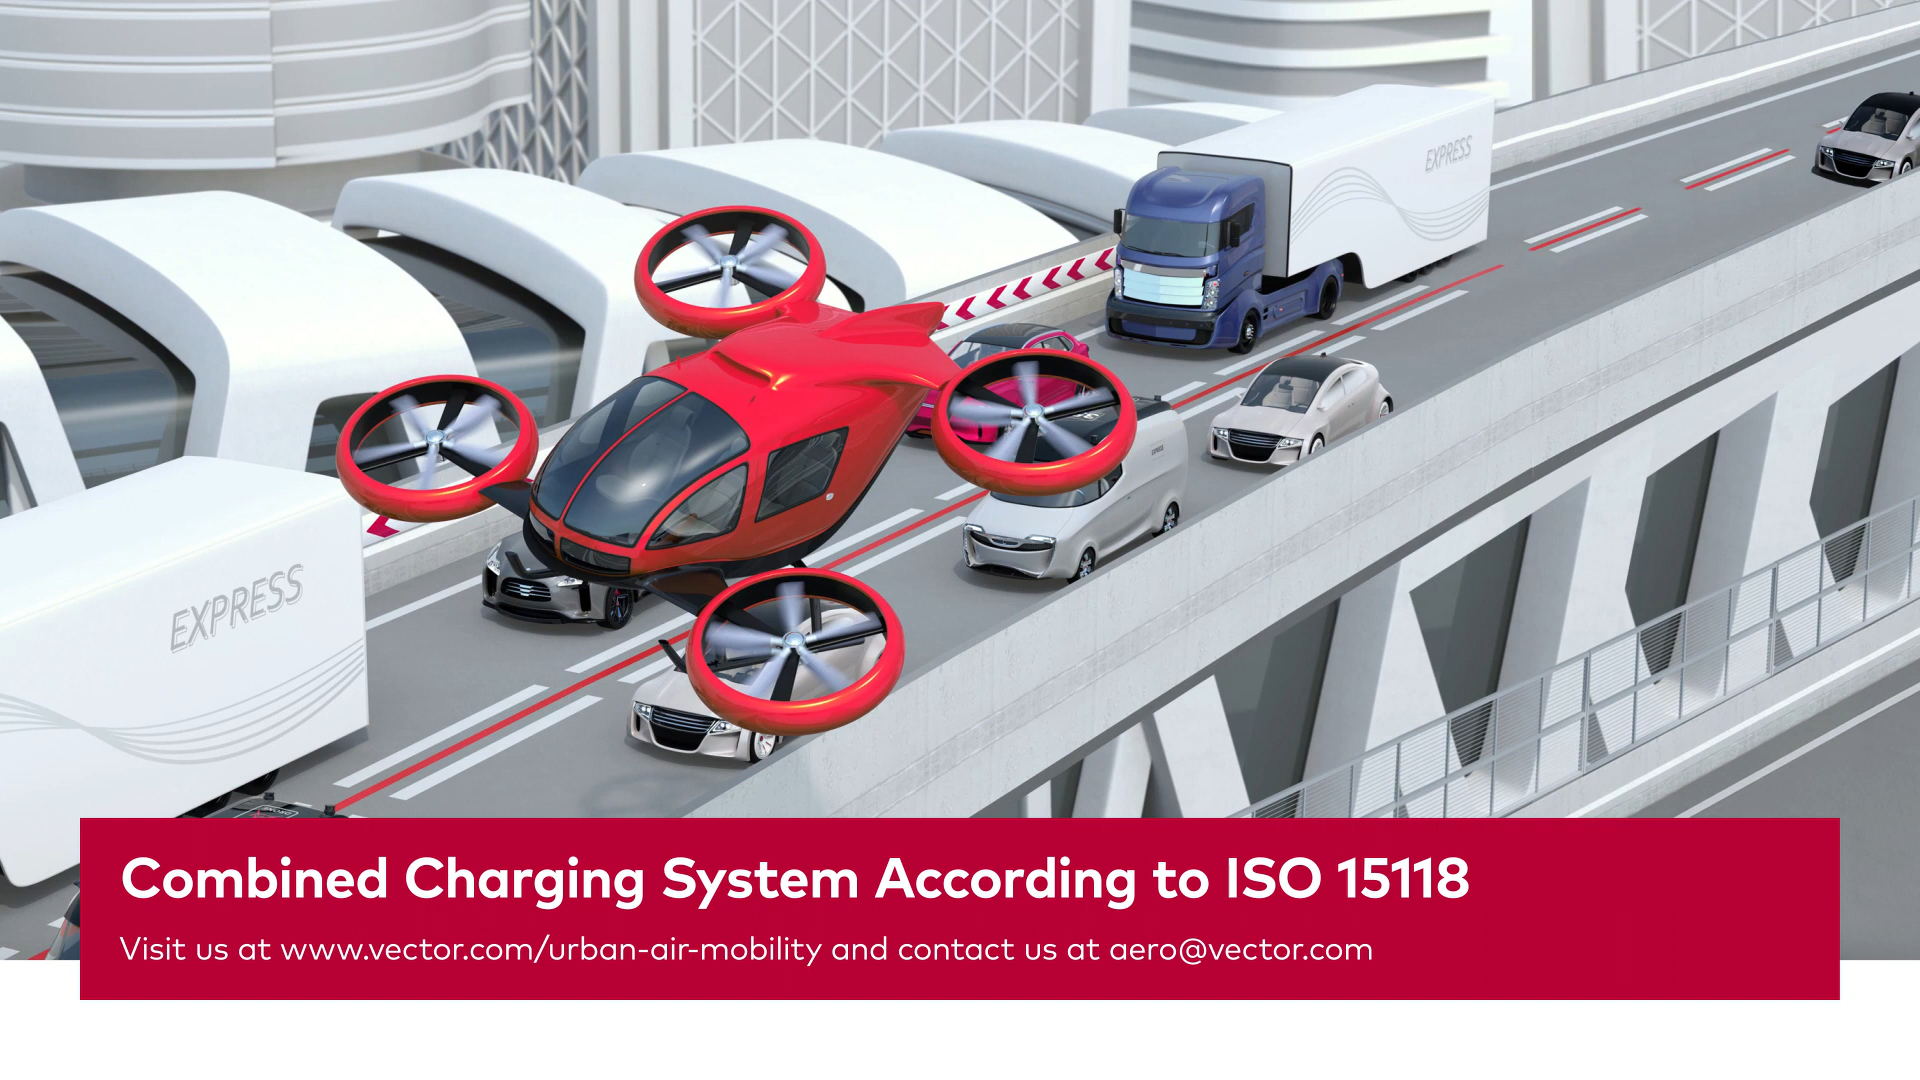 EXPRESS
EXPRESS
Combined Charging System According to ISO 15118
Visit us at www.vector.com/urban-air-mobility and contact us at aero@vector.com